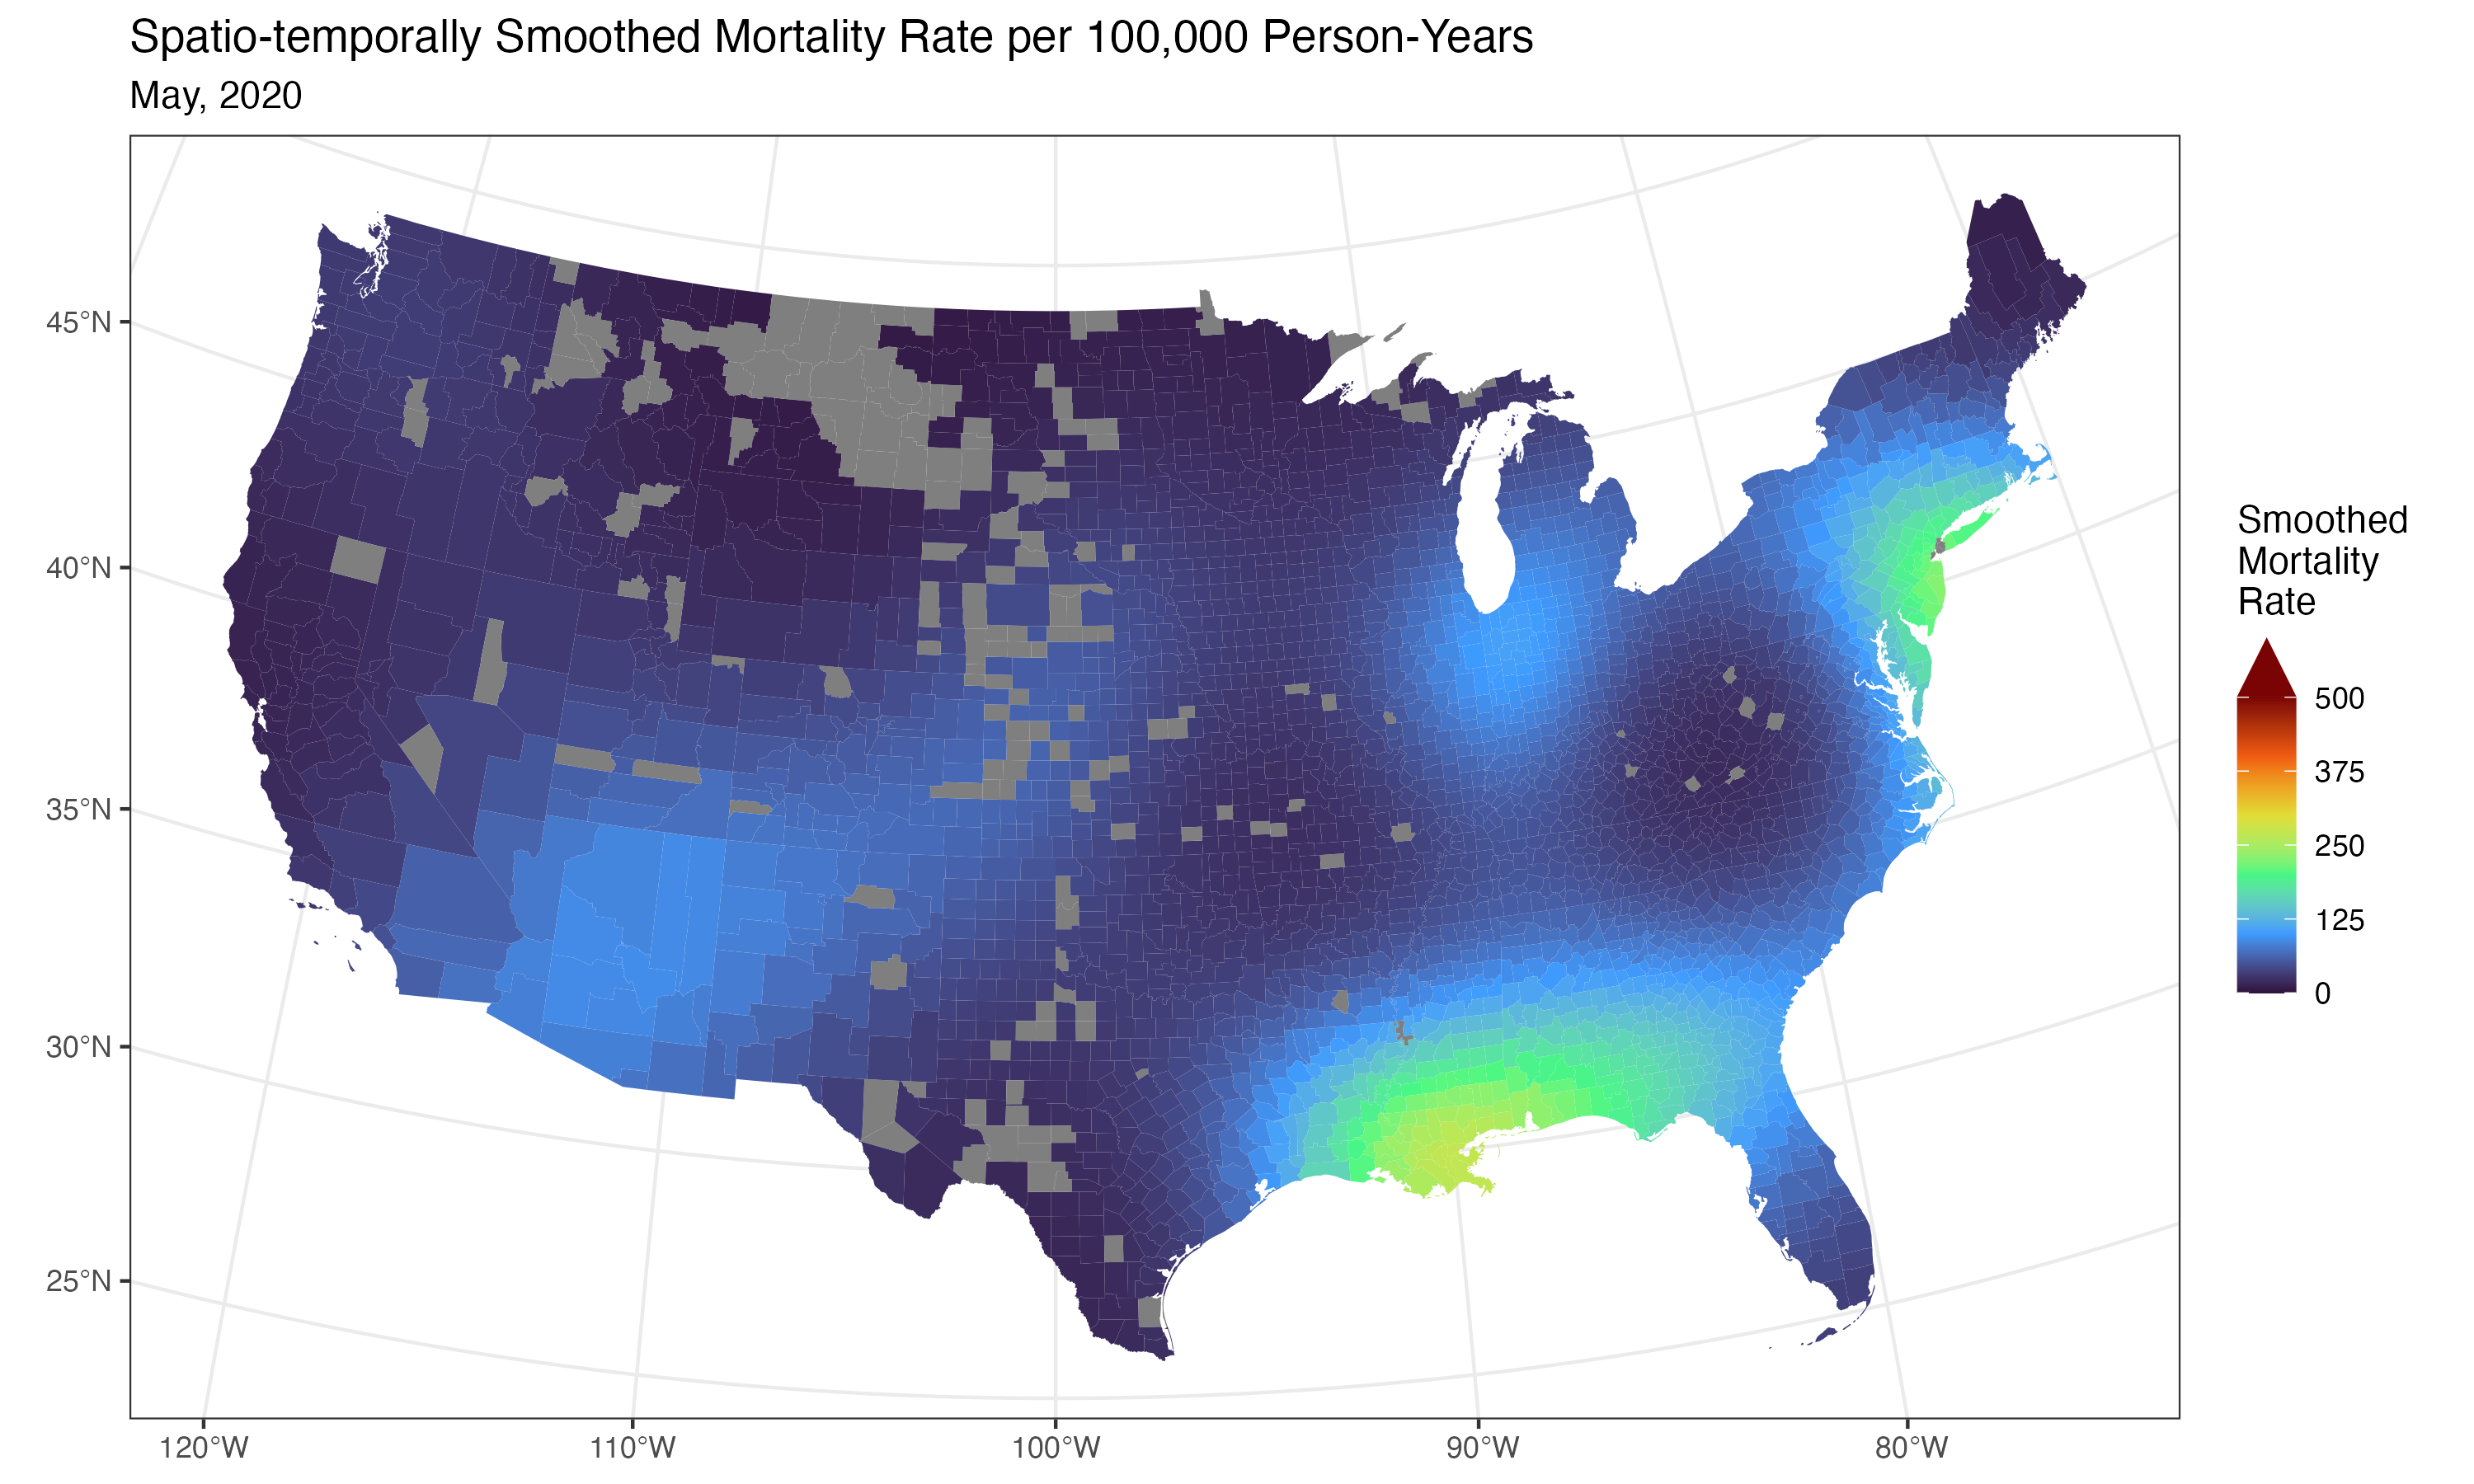 Spatio-temporally Smoothed Mortality Rate per 100,000 Person-Years
May, 2020
45°N
40°N
35°N
30°N
25°N
120°W
110°W
100°W
90°W
80°W
Smoothed
Mortality
Rate
500
375
250
125
0